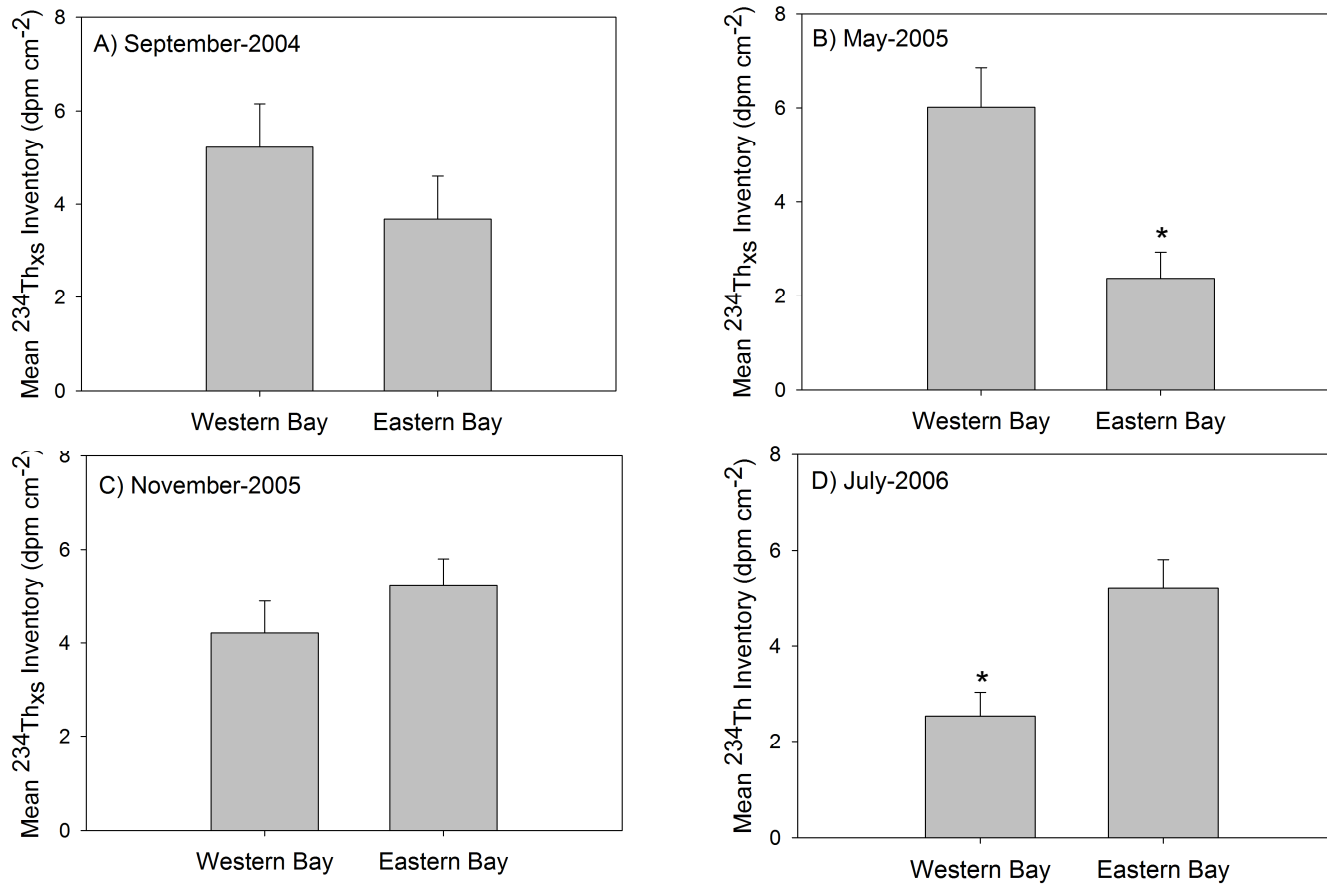 A) September-2004
Mean 234Thxs Inventory (dpm cm-2)
8
6
4
2
0
Western Bay Eastern Bay
B) May-2005
Mean 234Thxs Inventory (dpm cm-2)
8
6
4
2
0
*
Western Bay Eastern Bay
C) November-2005
Mean 234Thxs Inventory (dpm cm-2)
8
6
4
2
0
Western Bay Eastern Bay
D) July-2006
Mean 234Th Inventory (dpm cm-2)
8
6
4
2
0
*
Western Bay Eastern Bay